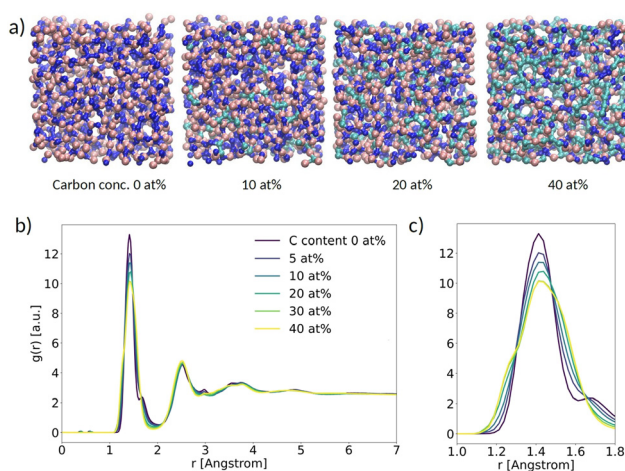 a)
Carbon conc. 0 at% 10 at% 20 at% 40 at%
b)
c)
12
10
8
6
4
2
0
g(r) [a.u.]
C content 0 at%
5 at%
10 at%
20 at%
30 at%
40 at%
0 1 2 3 4 5 6 7
r [Angstrom]
12
10
8
6
4
2
0
1.0 1.2 1.4 1.6 1.8
r [Angstrom]